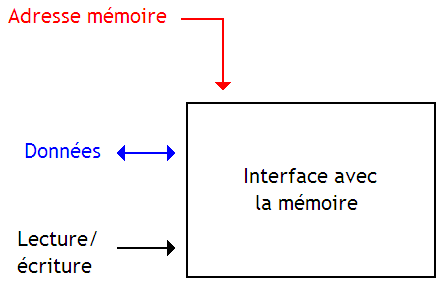 Adresse mémoire
Données
Interface avec
la mémoire
Lecture/
écriture